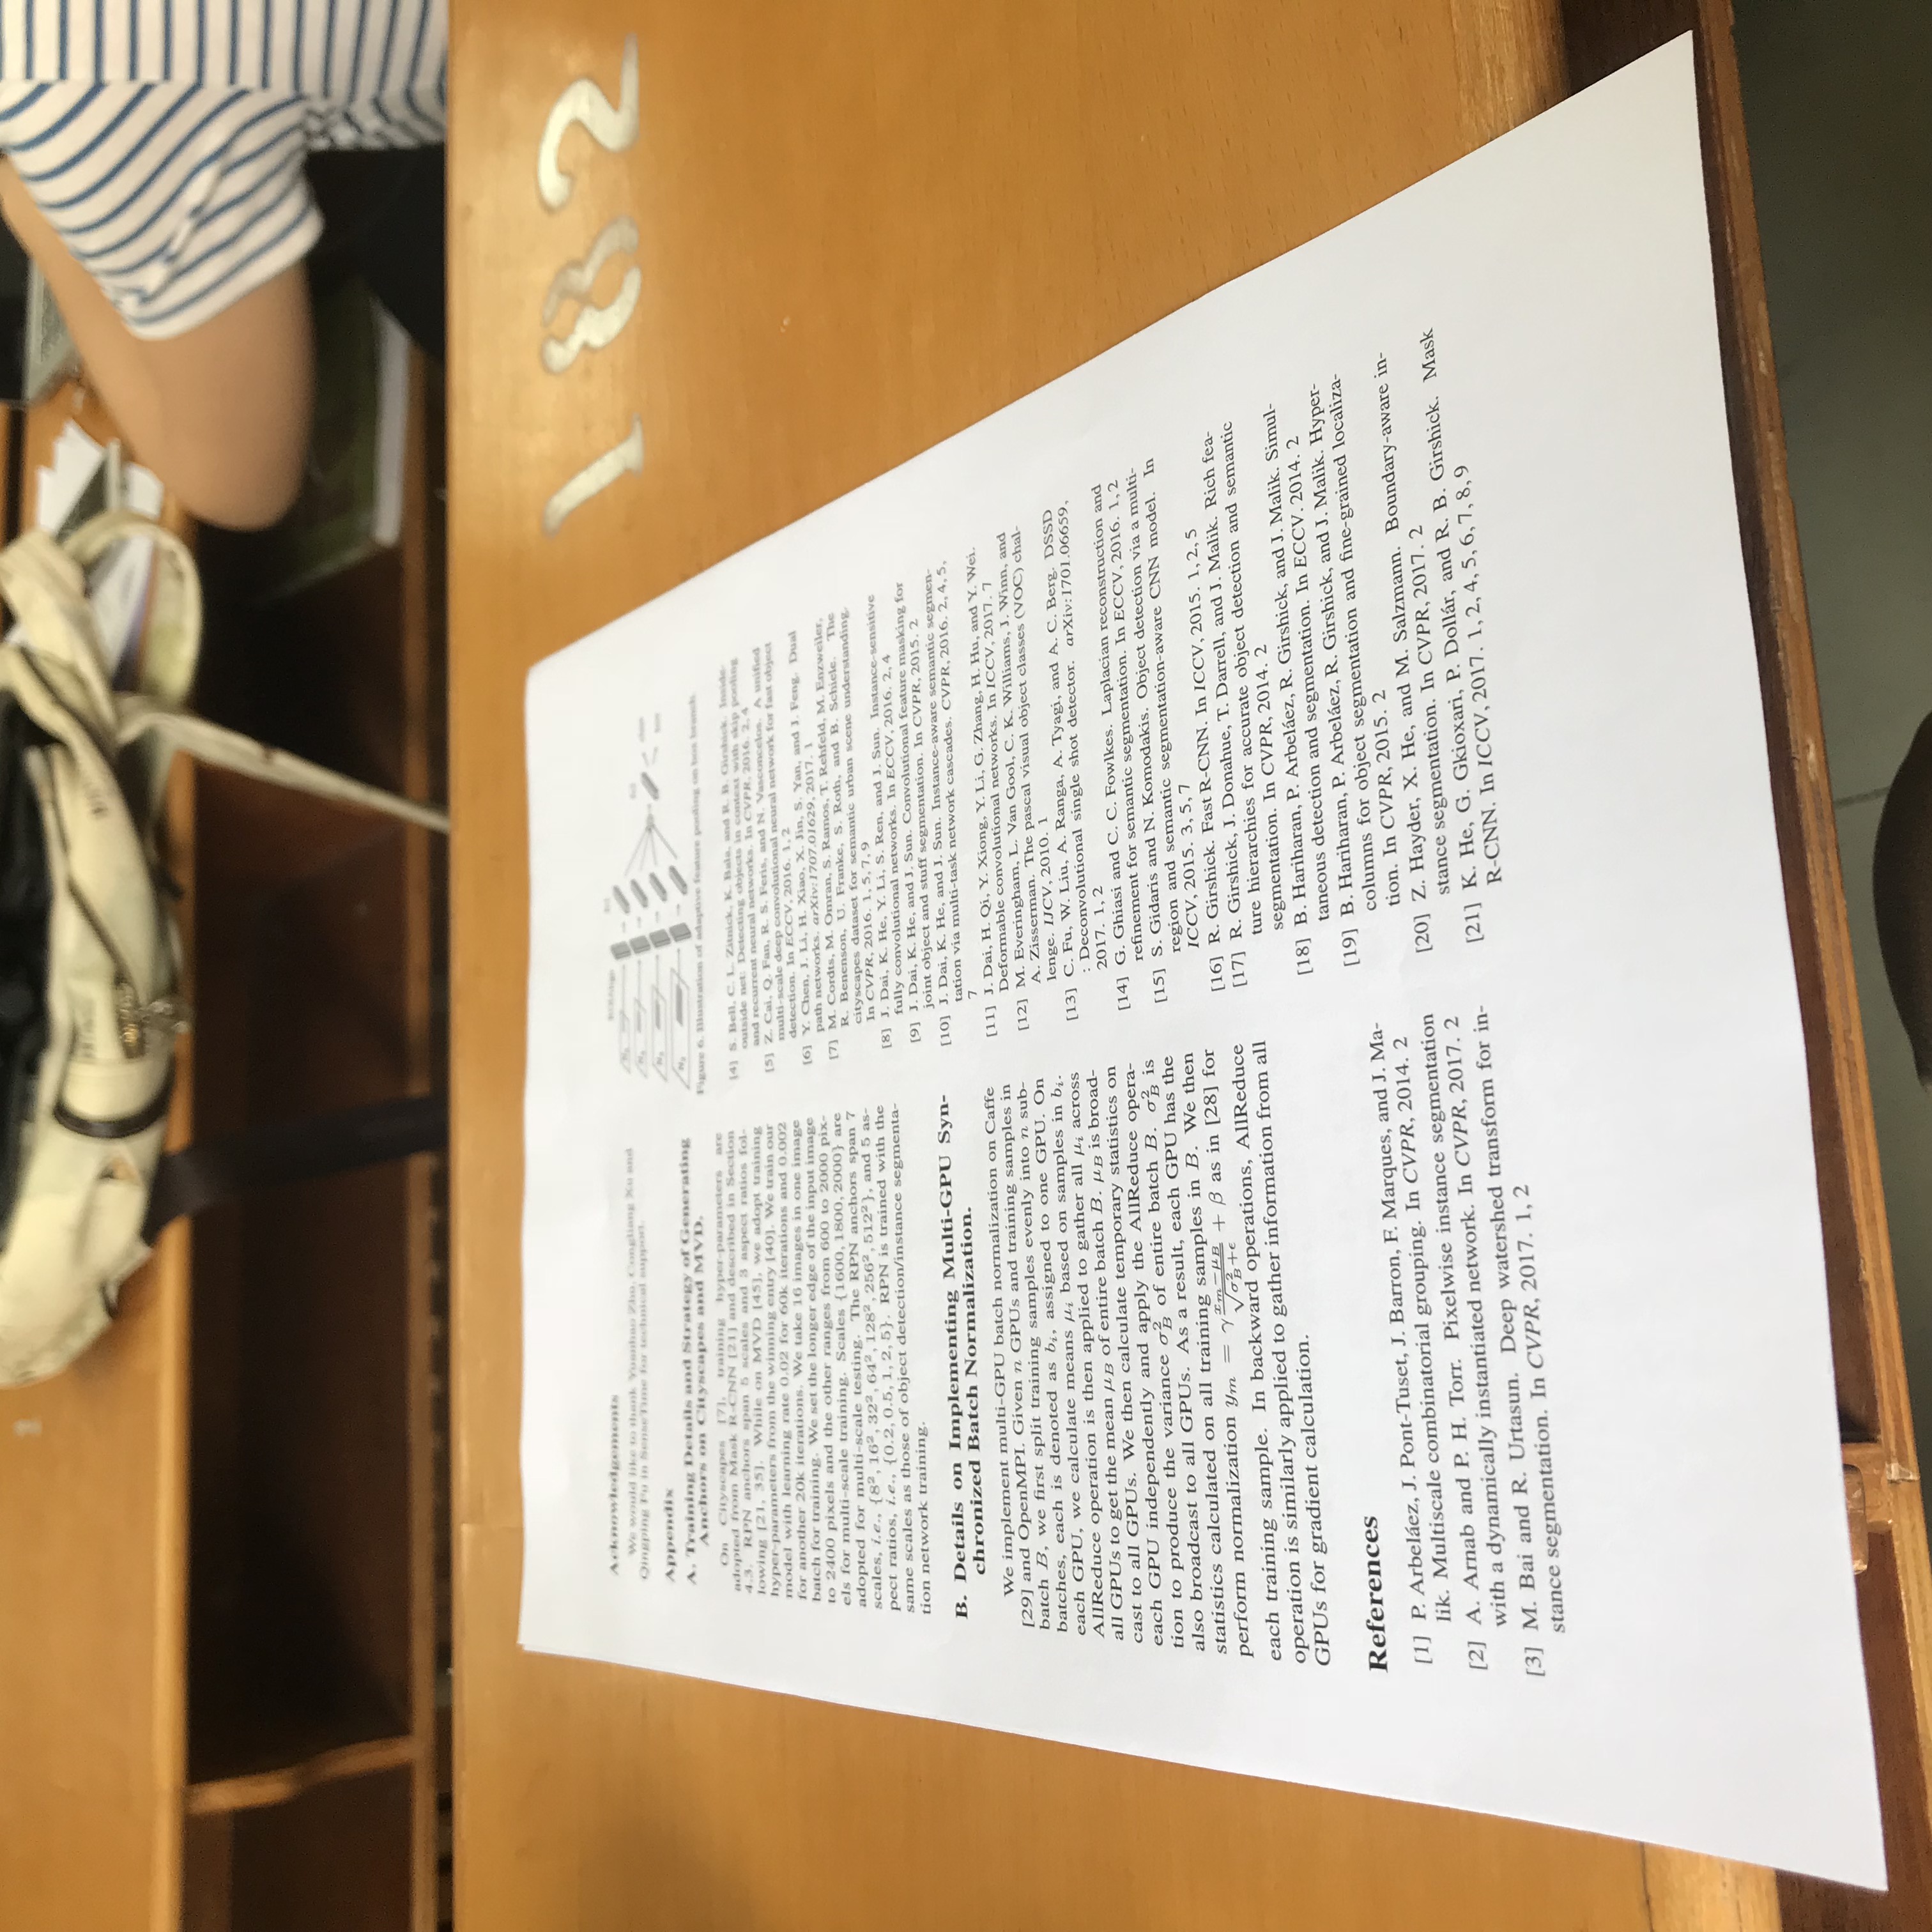 Acknowledgements
We would like to thank Yuanhao Zhu, Congliang Xu and
Qingping Fu in SenseTime for technical support.
Appendix
A. Training Details and Strategy of Generating
Anchors on Cityscapes and MVD.
On Cityscapes [7], training hyper-parameters are
adopted from Mask R-CNN [21] and described in Section
4.3. RPN anchors span 5 scales and 3 aspect ratios fol-
lowing [21, 35]. While on MVD [45], we adopt training
hyper-parameters from the winning entry [40]. We train our
model with learning rate 0.02 for 60k iterations and 0.002
for another 20k iterations. We take 16 images in one image
batch for training. We set the longer edge of the input image
to 2400 pixels and the other ranges from 600 to 2000 pix-
els for multi-scale training. Scales {1600, 1800, 2000} are
adopted for multi-scale testing. The RPN anchors span 7
scales, i.e., {8², 16², 32², 64², 128², 256², 512²}, and 5 as-
pect ratios, i.e., {0.2, 0.5, 1, 2, 5}. RPN is trained with the
same scales as those of object detection/instance segmenta-
tion network training.
B. Details on Implementing Multi-GPU Syn-
chronized Batch Normalization.
We implement multi-GPU batch normalization on Caffe
[29] and OpenMPI. Given n GPUs and training samples in
batch B, we first split training samples evenly into n sub-
batches, each is denoted as bᵢ, assigned to one GPU. On
each GPU, we calculate means μᵢ based on samples in bᵢ.
AllReduce operation is then applied to gather all μᵢ across
all GPUs to get the mean μ_B of entire batch B. μ_B is broad-
cast to all GPUs. We then calculate temporary statistics on
each GPU independently and apply the AllReduce opera-
tion to produce the variance σ²_B of entire batch B. σ²_B is
also broadcast to all GPUs. As a result, each GPU has the
statistics calculated on all training samples in B. We then
perform normalization y_m = γ (x_m−μ_B)/√(σ²_B+ϵ) + β as in [28] for
each training sample. In backward operations, AllReduce
operation is similarly applied to gather information from all
GPUs for gradient calculation.
References
[1] P. Arbeláez, J. Pont-Tuset, J. Barron, F. Marques, and J. Ma-
lik. Multiscale combinatorial grouping. In CVPR, 2014. 2
[2] A. Arnab and P. H. Torr. Pixelwise instance segmentation
with a dynamically instantiated network. In CVPR, 2017. 2
[3] M. Bai and R. Urtasun. Deep watershed transform for in-
stance segmentation. In CVPR, 2017. 1, 2
Figure 6. Illustration of adaptive feature pooling on box branch.
[4] S. Bell, C. L. Zitnick, K. Bala, and R. B. Girshick. Inside-
outside net: Detecting objects in context with skip pooling
and recurrent neural networks. In CVPR, 2016. 2, 4
[5] Z. Cai, Q. Fan, R. S. Feris, and N. Vasconcelos. A unified
multi-scale deep convolutional neural network for fast object
detection. In ECCV, 2016. 1, 2
[6] Y. Chen, J. Li, H. Xiao, X. Jin, S. Yan, and J. Feng. Dual
path networks. arXiv:1707.01629, 2017. 1
[7] M. Cordts, M. Omran, S. Ramos, T. Rehfeld, M. Enzweiler,
R. Benenson, U. Franke, S. Roth, and B. Schiele. The
cityscapes dataset for semantic urban scene understanding.
In CVPR, 2016. 1, 5, 7, 9
[8] J. Dai, K. He, Y. Li, S. Ren, and J. Sun. Instance-sensitive
fully convolutional networks. In ECCV, 2016. 2, 4
[9] J. Dai, K. He, and J. Sun. Convolutional feature masking for
joint object and stuff segmentation. In CVPR, 2015. 2
[10] J. Dai, K. He, and J. Sun. Instance-aware semantic segmen-
tation via multi-task network cascades. CVPR, 2016. 2, 4, 5,
7
[11] J. Dai, H. Qi, Y. Xiong, Y. Li, G. Zhang, H. Hu, and Y. Wei.
Deformable convolutional networks. In ICCV, 2017. 7
[12] M. Everingham, L. Van Gool, C. K. Williams, J. Winn, and
A. Zisserman. The pascal visual object classes (VOC) chal-
lenge. IJCV, 2010. 1
[13] C. Fu, W. Liu, A. Ranga, A. Tyagi, and A. C. Berg. DSSD
: Deconvolutional single shot detector. arXiv:1701.06659,
2017. 1, 2
[14] G. Ghiasi and C. C. Fowlkes. Laplacian reconstruction and
refinement for semantic segmentation. In ECCV, 2016. 1, 2
[15] S. Gidaris and N. Komodakis. Object detection via a multi-
region and semantic segmentation-aware CNN model. In
ICCV, 2015. 3, 5, 7
[16] R. Girshick. Fast R-CNN. In ICCV, 2015. 1, 2, 5
[17] R. Girshick, J. Donahue, T. Darrell, and J. Malik. Rich fea-
ture hierarchies for accurate object detection and semantic
segmentation. In CVPR, 2014. 2
[18] B. Hariharan, P. Arbeláez, R. Girshick, and J. Malik. Simul-
taneous detection and segmentation. In ECCV. 2014. 2
[19] B. Hariharan, P. Arbeláez, R. Girshick, and J. Malik. Hyper-
columns for object segmentation and fine-grained localiza-
tion. In CVPR, 2015. 2
[20] Z. Hayder, X. He, and M. Salzmann. Boundary-aware in-
stance segmentation. In CVPR, 2017. 2
[21] K. He, G. Gkioxari, P. Dollár, and R. B. Girshick. Mask
R-CNN. In ICCV, 2017. 1, 2, 4, 5, 6, 7, 8, 9
182